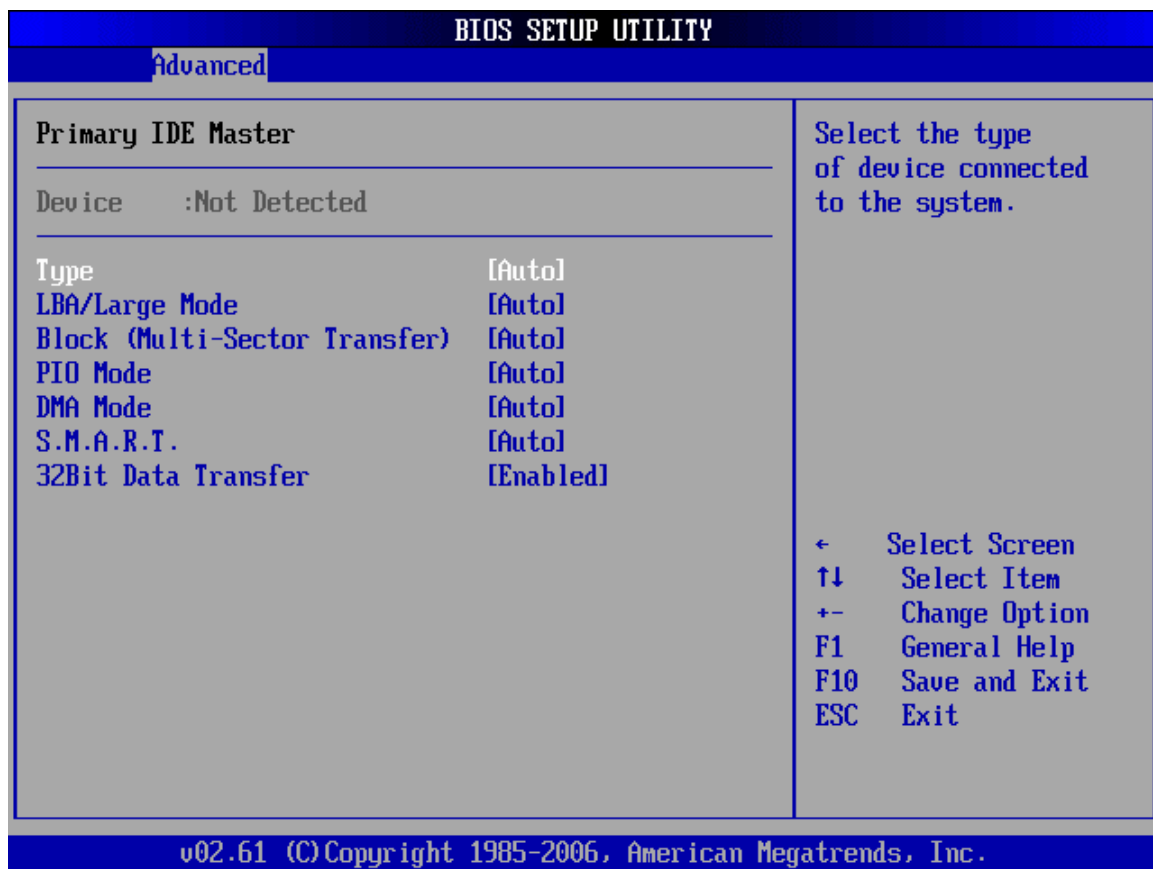 BIOS SETUP UTILITY
Advanced
Primary IDE Master
Device :Not Detected
Type [Auto]
LBA/Large Mode [Auto]
Block (Multi-Sector Transfer) [Auto]
PIO Mode [Auto]
DMA Mode [Auto]
S.M.A.R.T. [Auto]
32Bit Data Transfer [Enabled]
Select the type
of device connected
to the system.
← Select Screen
↑↓ Select Item
+- Change Option
F1 General Help
F10 Save and Exit
ESC Exit
v02.61 (C)Copyright 1985-2006, American Megatrends, Inc.